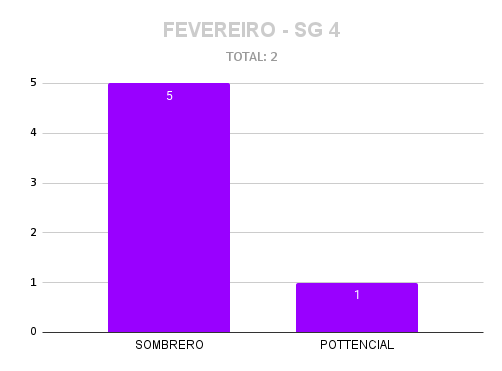 FEVEREIRO - SG 4
TOTAL: 2
5
4
3
2
1
0
5
1
SOMBRERO
POTTENCIAL